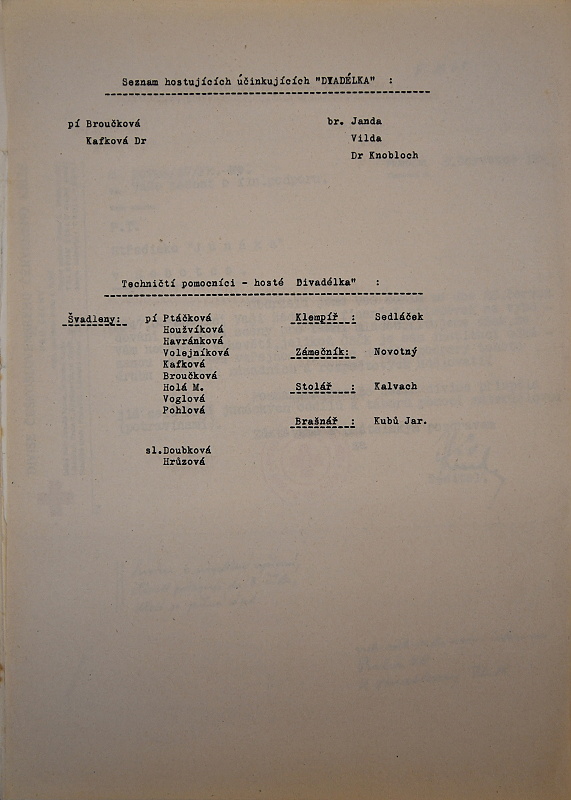 Seznam hostujících účinkujících "DIADÉLKA" :
pí Broučková
Kafková Dr
br. Janda
Vilda
Dr Knobloch
Techničtí pomocníci - hosté Divadélka" :
Švadleny: pí Ptáčková
Houžvíková
Havránková
Volejníková
Kafková
Broučková
Holá M.
Voglová
Pohlová
sl.Doubková
Hrůzová
Klempíř : Sedláček
Zámečník: Novotný
Stolář : Kalvach
Brašnář : Kubů Jar.